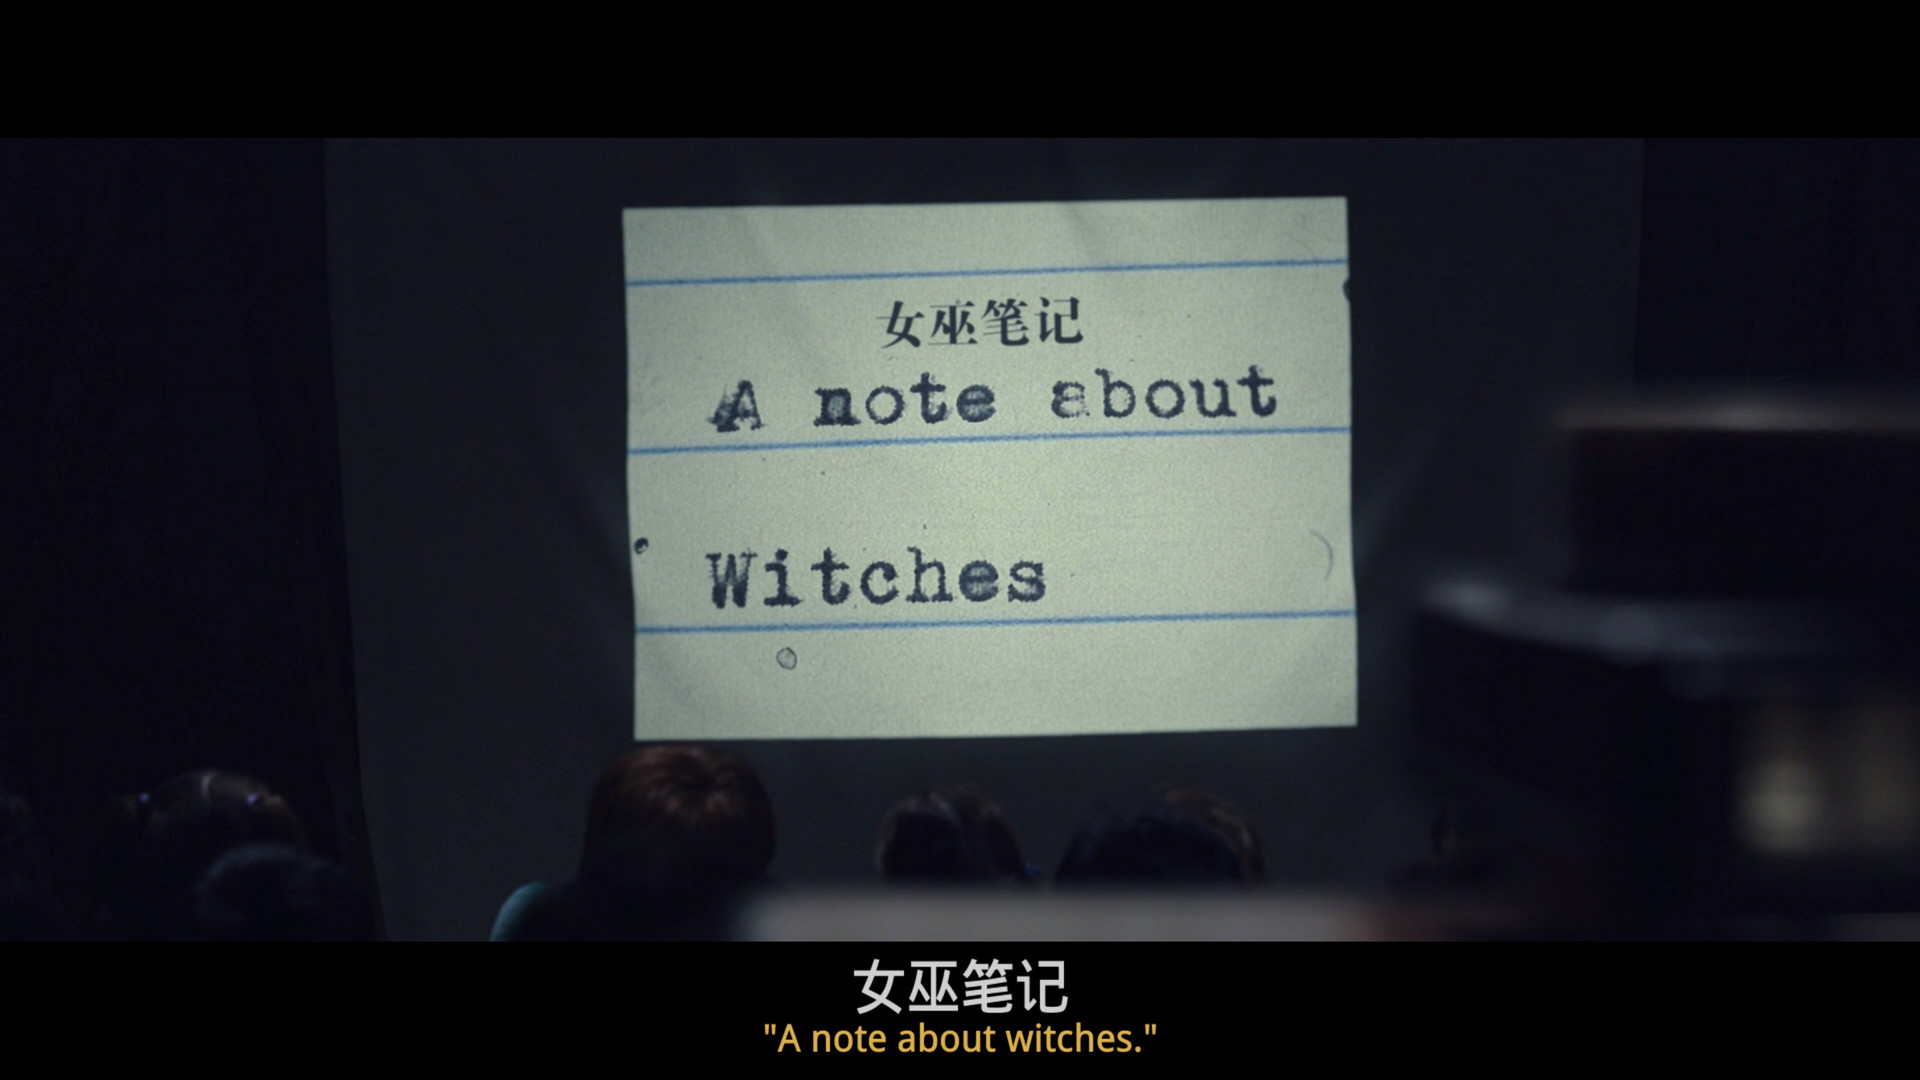 女巫笔记
A note about
Witches
女巫笔记
"A note about witches."